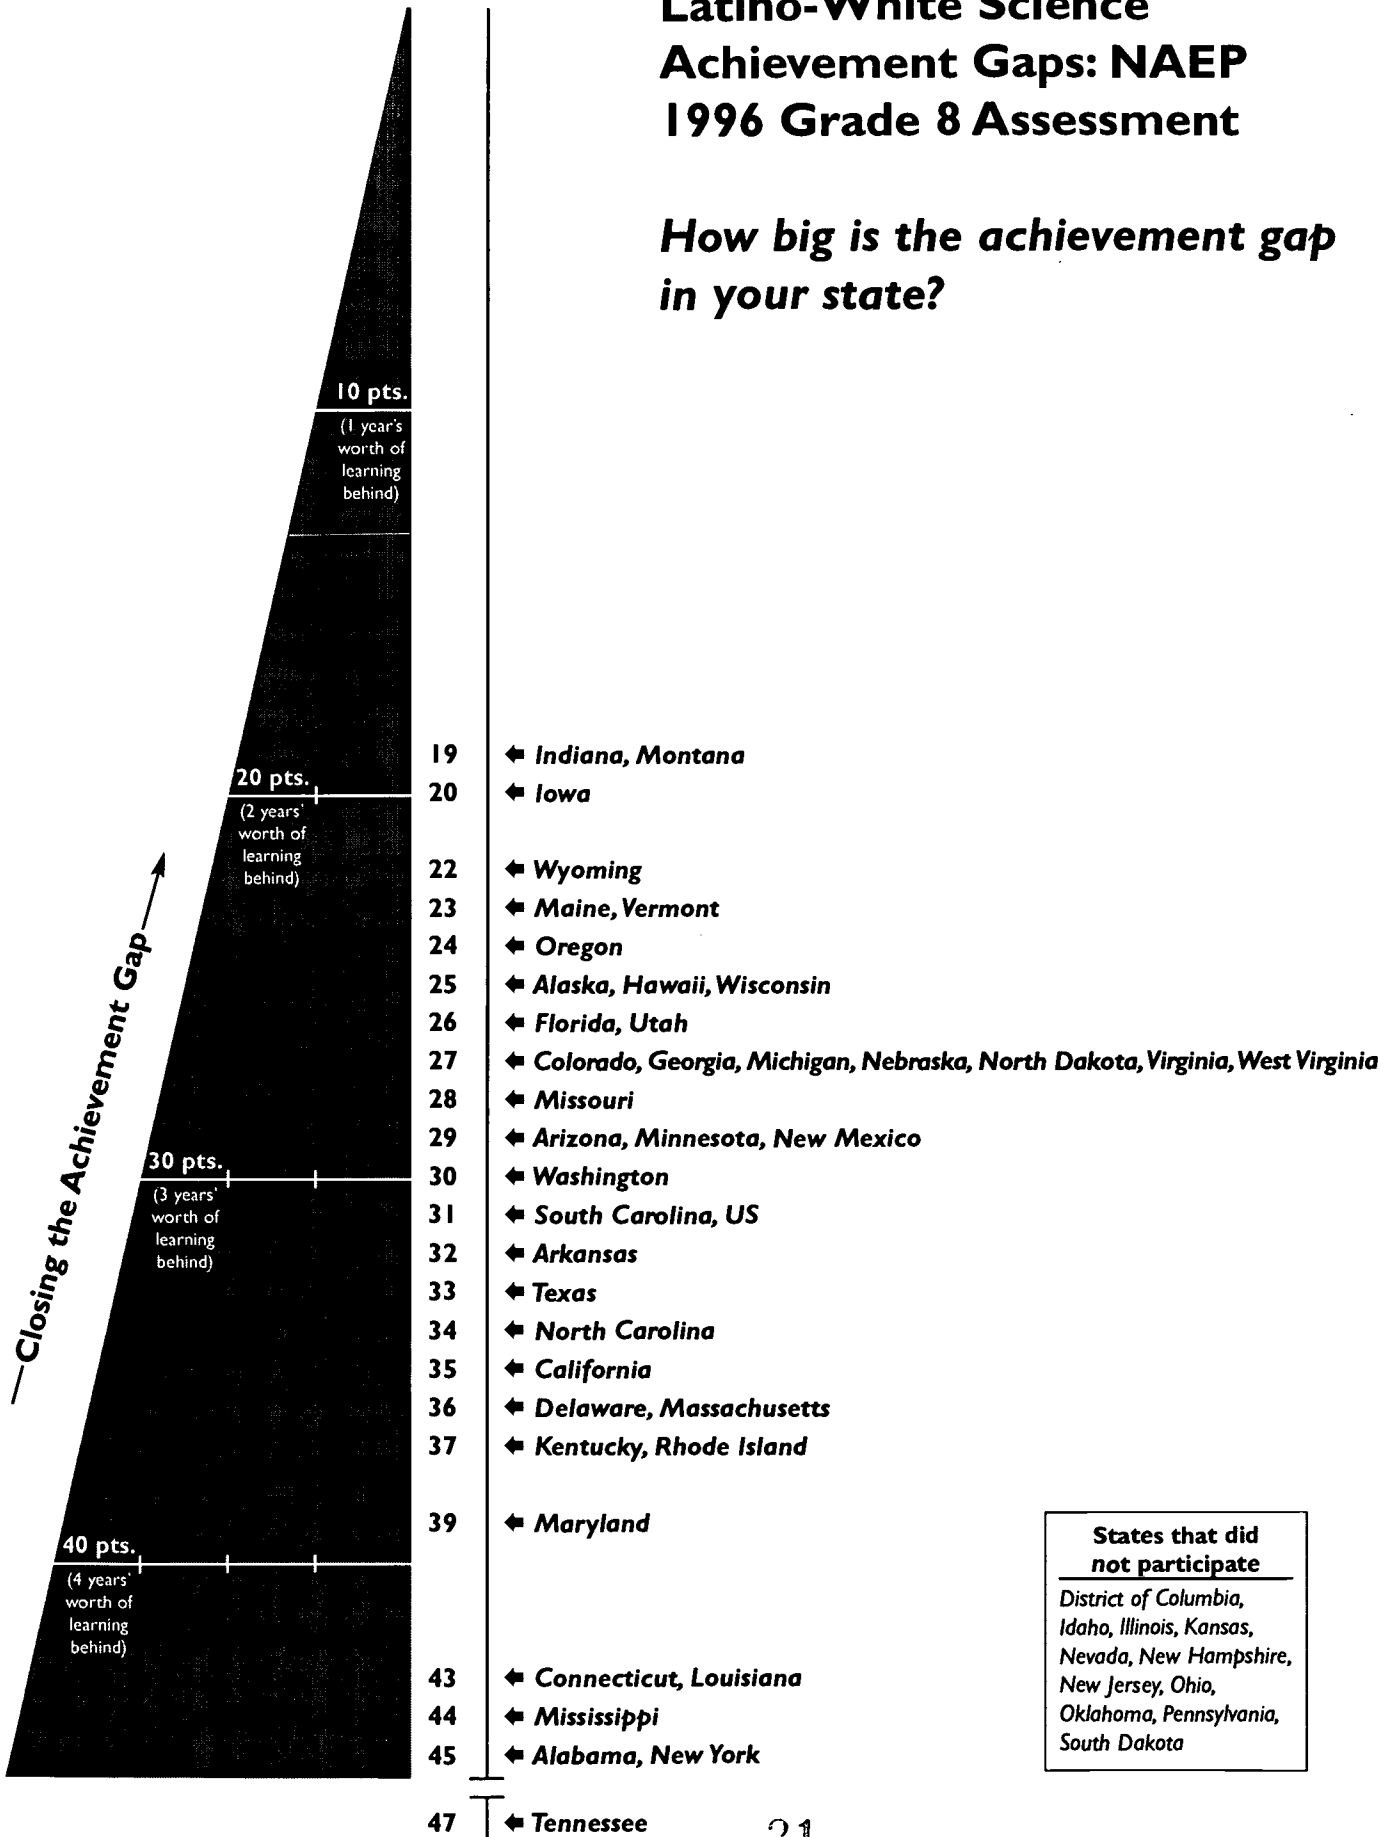 Latino-White Science
Achievement Gaps: NAEP
1996 Grade 8 Assessment
How big is the achievement gap
in your state?
10 pts.
(1 year's
worth of
learning
behind)
20 pts.
(2 years'
worth of
learning
behind)
30 pts.
(3 years'
worth of
learning
behind)
40 pts.
(4 years'
worth of
learning
behind)
Closing the Achievement Gap
19 Indiana, Montana
20 Iowa
22 Wyoming
23 Maine, Vermont
24 Oregon
25 Alaska, Hawaii, Wisconsin
26 Florida, Utah
27 Colorado, Georgia, Michigan, Nebraska, North Dakota, Virginia, West Virginia
28 Missouri
29 Arizona, Minnesota, New Mexico
30 Washington
31 South Carolina, US
32 Arkansas
33 Texas
34 North Carolina
35 California
36 Delaware, Massachusetts
37 Kentucky, Rhode Island
39 Maryland
43 Connecticut, Louisiana
44 Mississippi
45 Alabama, New York
47 Tennessee
States that did
not participate
District of Columbia,
Idaho, Illinois, Kansas,
Nevada, New Hampshire,
New Jersey, Ohio,
Oklahoma, Pennsylvania,
South Dakota
21